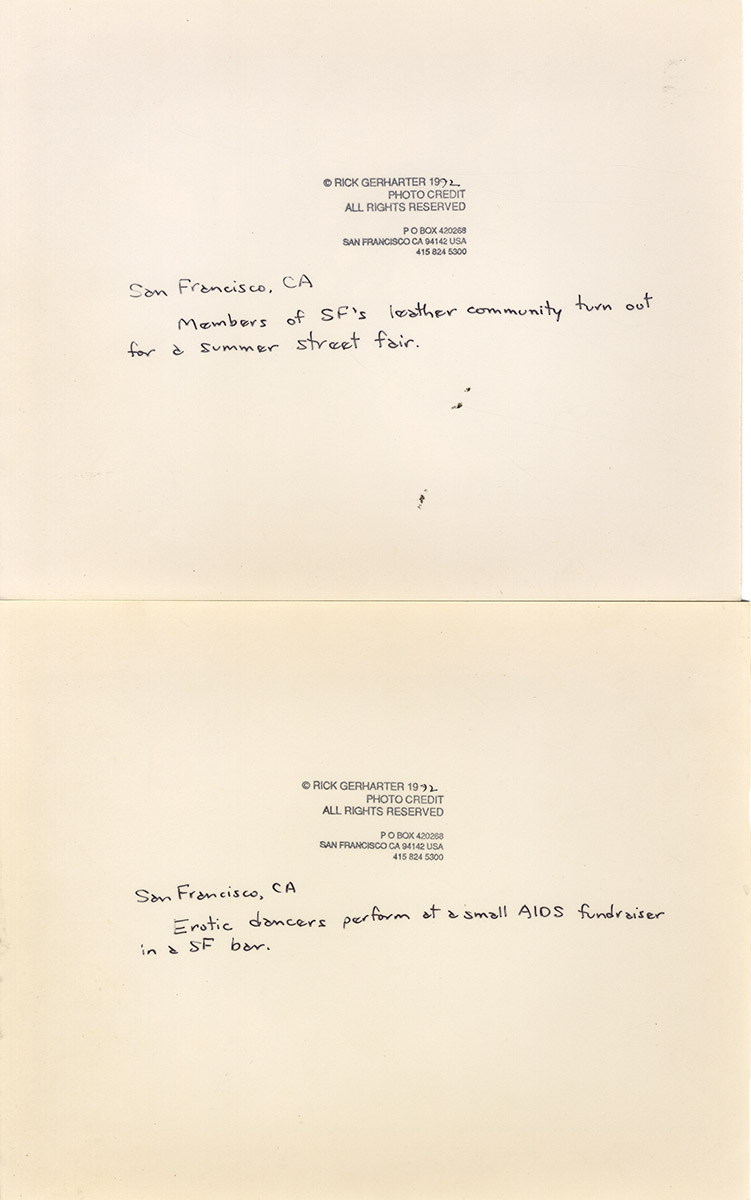 © RICK GERHARTER 1992
PHOTO CREDIT
ALL RIGHTS RESERVED
P O BOX 420268
SAN FRANCISCO CA 94142 USA
415 824 5300
San Francisco, CA
Members of SF's leather community turn out
for a summer street fair.
© RICK GERHARTER 1992
PHOTO CREDIT
ALL RIGHTS RESERVED
P O BOX 420268
SAN FRANCISCO CA 94142 USA
415 824 5300
San Francisco, CA
Erotic dancers perform at a small AIDS fundraiser
in a SF bar.